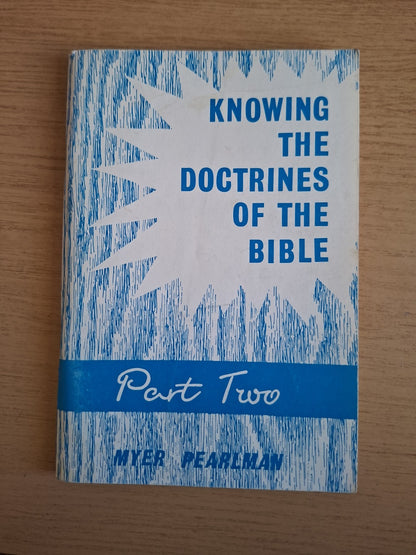 KNOWING
THE
DOCTRINES
OF THE
BIBLE
Part Two
MYER PEARLMAN